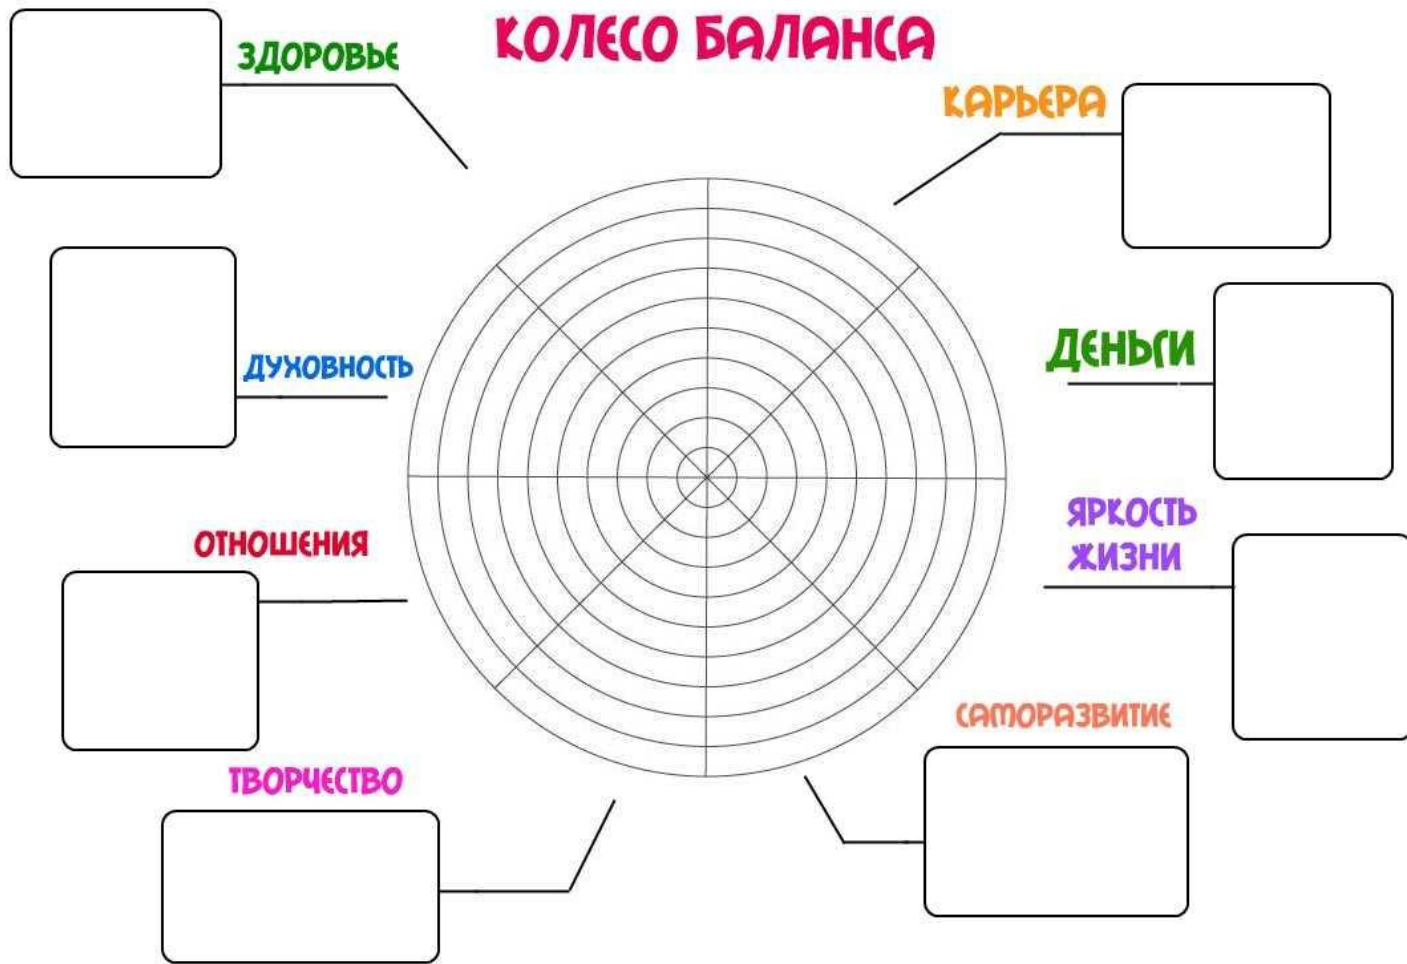 КОЛЕСО БАЛАНСА
ЗДОРОВЬЕ
КАРЬЕРА
ДЕНЬГИ
ДУХОВНОСТЬ
ЯРКОСТЬ
ЖИЗНИ
ОТНОШЕНИЯ
САМОРАЗВИТИЕ
ТВОРЧЕСТВО